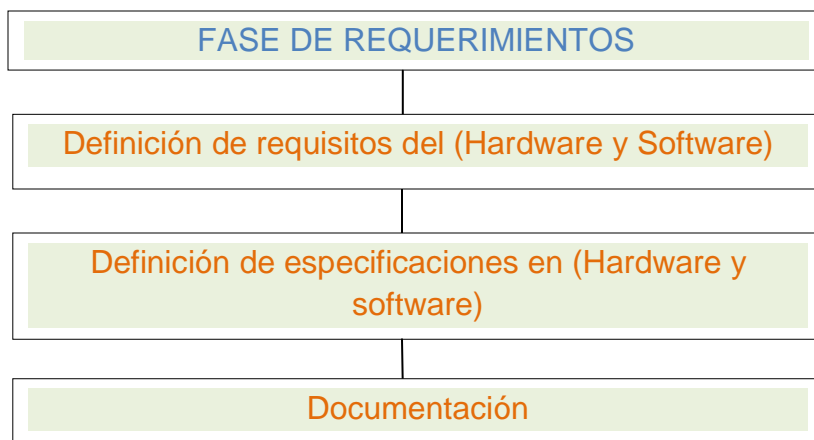 FASE DE REQUERIMIENTOS
Definición de requisitos del (Hardware y Software)
Definición de especificaciones en (Hardware y
software)
Documentación